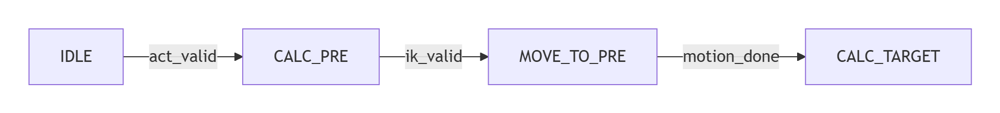 IDLE
act_valid
CALC_PRE
ik_valid
MOVE_TO_PRE
motion_done
CALC_TARGET